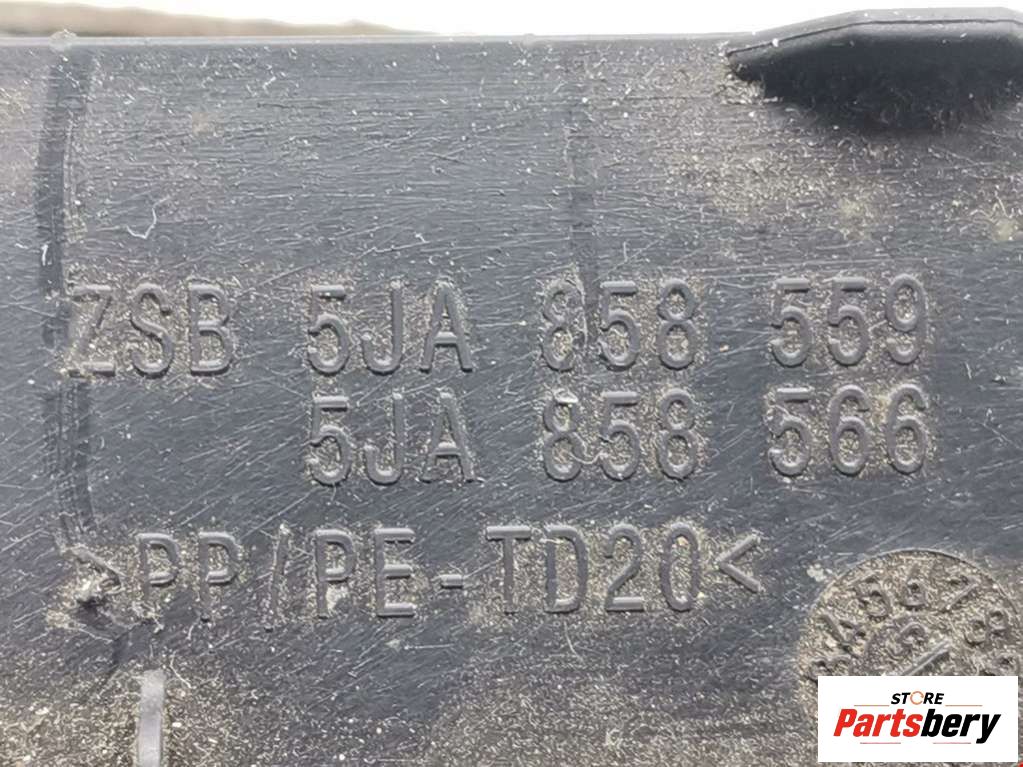 ZSB 5JA 858 559
5JA 858 566
>PP/PE-TD20<
STORE
Partsbery